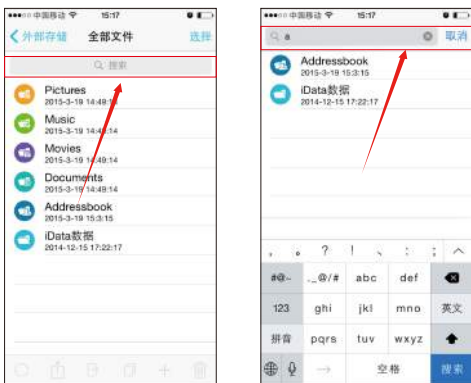 中国移动 15:17
外部存储 全部文件 选择
搜索
Pictures
2015-3-19 14:49:14
Music
2015-3-19 14:49:14
Movies
2015-3-19 14:49:14
Documents
2015-3-19 14:49:14
Addressbook
2015-3-19 15:3:15
iData数据
2014-12-15 17:22:17
中国移动 15:17
a 取消
Addressbook
2015-3-19 15:3:15
iData数据
2014-12-15 17:22:17
， 。 ? ! 、 : ;
#@~ ._@/# abc def
123 ghi jkl mno 英文
拼音 pqrs tuv wxyz
空格 搜索